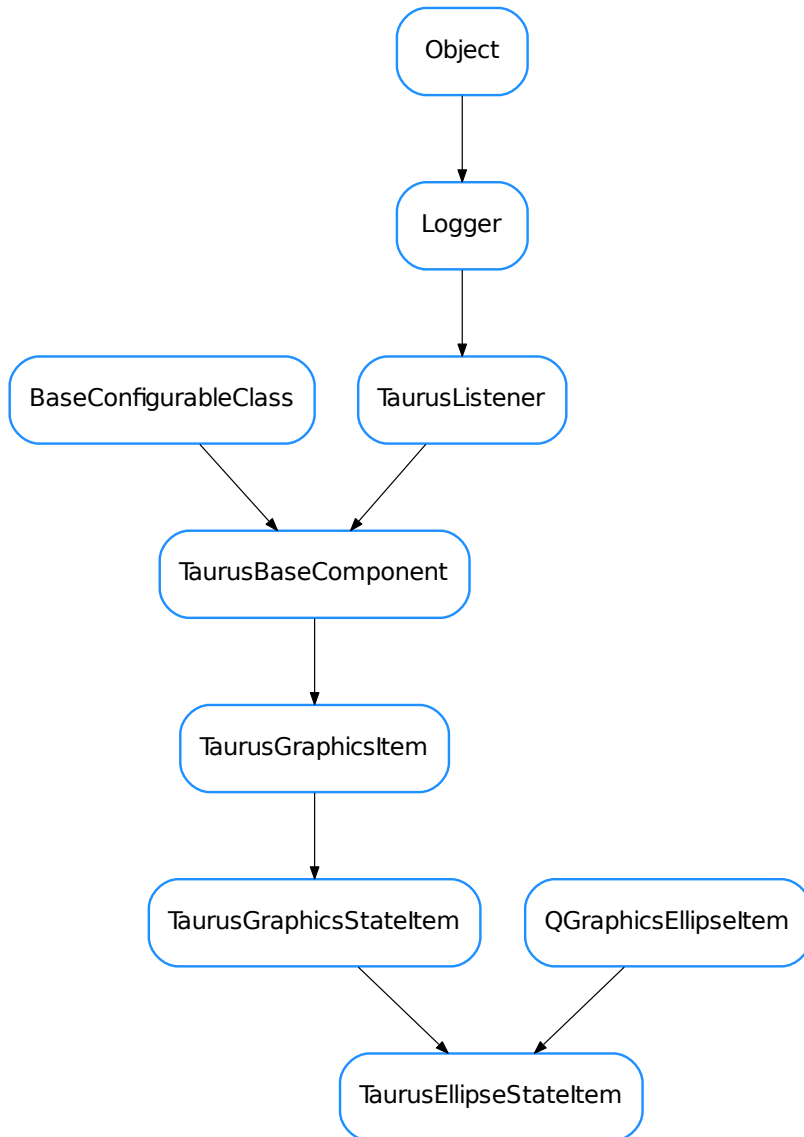 Object
Logger
BaseConfigurableClass
TaurusListener
TaurusBaseComponent
TaurusGraphicsItem
TaurusGraphicsStateItem
QGraphicsEllipseItem
TaurusEllipseStateItem